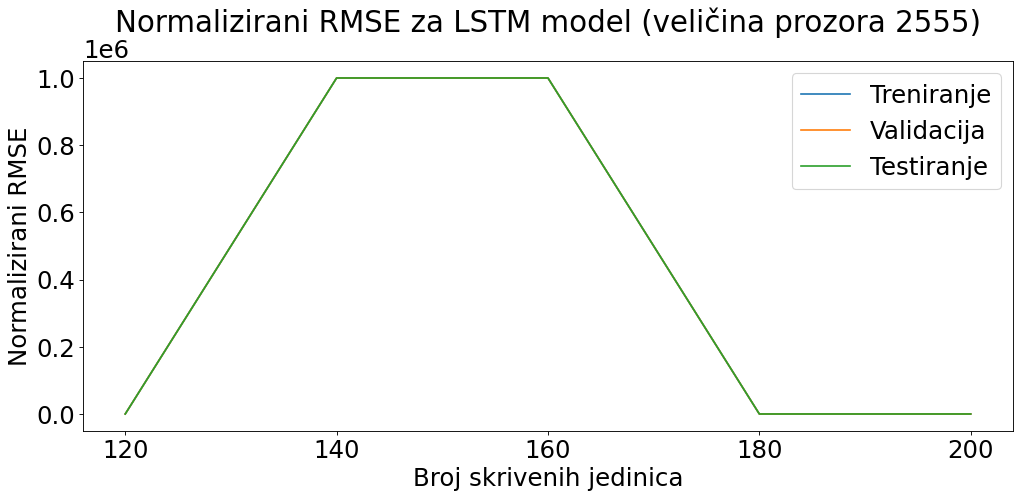 Normalizirani RMSE za LSTM model (veličina prozora 2555)
1e6
1.0
0.8
0.6
0.4
0.2
0.0
Normalizirani RMSE
Treniranje
Validacija
Testiranje
120 140 160 180 200
Broj skrivenih jedinica